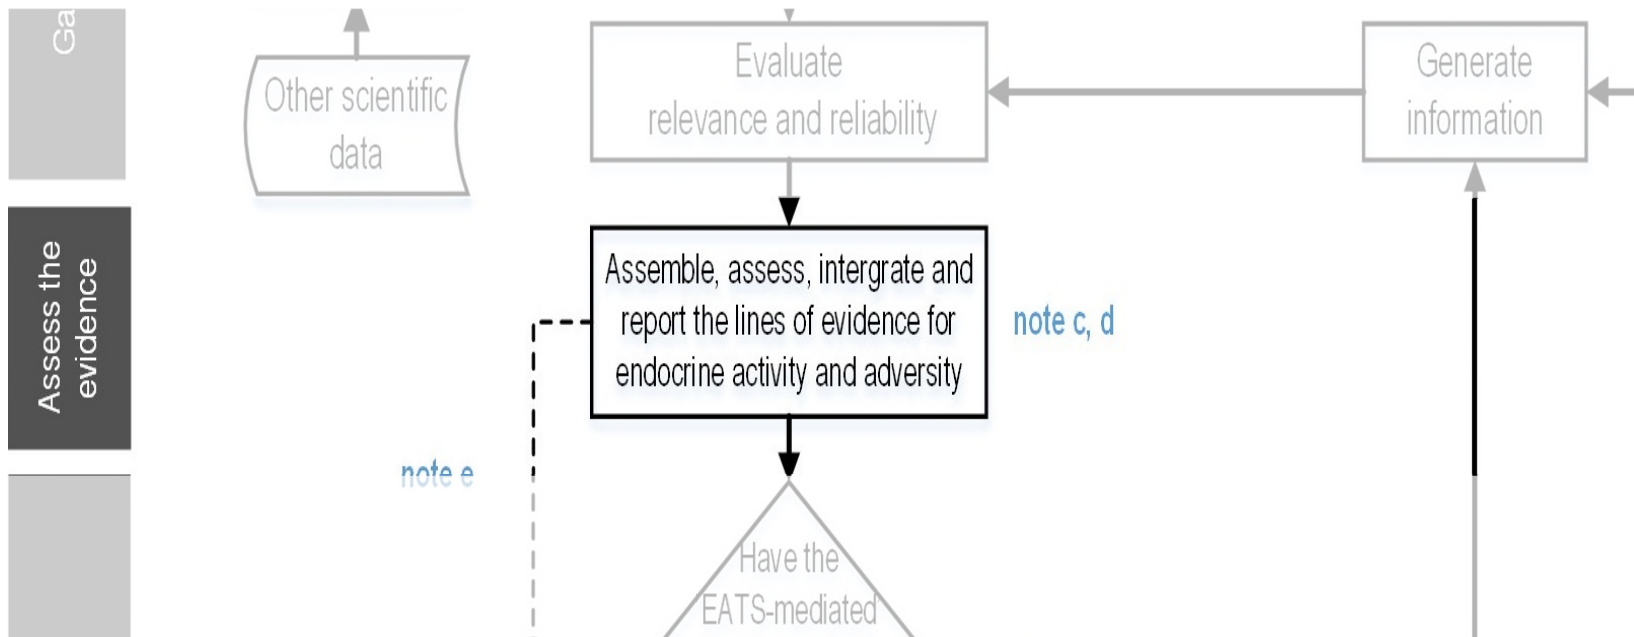 Ga
Other scientific
data
Evaluate
relevance and reliability
Generate
information
Assess the
evidence
Assemble, assess, intergrate and
report the lines of evidence for
endocrine activity and adversity
note c, d
note e
Have the
EATS-mediated